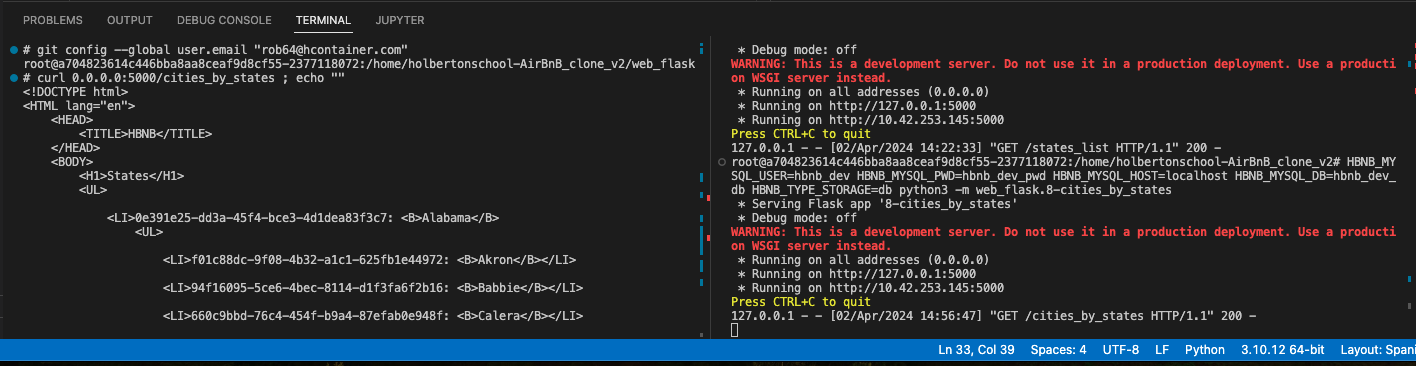 PROBLEMS OUTPUT DEBUG CONSOLE TERMINAL JUPYTER
# git config --global user.email "rob64@hcontainer.com"
root@a704823614c446bba8aa8ceaf9d8cf55-2377118072:/home/holbertonschool-AirBnB_clone_v2/web_flask
# curl 0.0.0.0:5000/cities_by_states ; echo ""
<!DOCTYPE html>
<HTML lang="en">
    <HEAD>
        <TITLE>HBNB</TITLE>
    </HEAD>
    <BODY>
        <H1>States</H1>
        <UL>
            <LI>0e391e25-dd3a-45f4-bce3-4d1dea83f3c7: <B>Alabama</B>
                <UL>
                    <LI>f01c88dc-9f08-4b32-a1c1-625fb1e44972: <B>Akron</B></LI>
                    <LI>94f16095-5ce6-4bec-8114-d1f3fa6f2b16: <B>Babbie</B></LI>
                    <LI>660c9bbd-76c4-454f-b9a4-87efab0e948f: <B>Calera</B></LI>
 * Debug mode: off
WARNING: This is a development server. Do not use it in a production deployment. Use a producti
on WSGI server instead.
 * Running on all addresses (0.0.0.0)
 * Running on http://127.0.0.1:5000
 * Running on http://10.42.253.145:5000
Press CTRL+C to quit
127.0.0.1 - - [02/Apr/2024 14:22:33] "GET /states_list HTTP/1.1" 200 -
root@a704823614c446bba8aa8ceaf9d8cf55-2377118072:/home/holbertonschool-AirBnB_clone_v2# HBNB_MY
SQL_USER=hbnb_dev HBNB_MYSQL_PWD=hbnb_dev_pwd HBNB_MYSQL_HOST=localhost HBNB_MYSQL_DB=hbnb_dev_
db HBNB_TYPE_STORAGE=db python3 -m web_flask.8-cities_by_states
 * Serving Flask app '8-cities_by_states'
 * Debug mode: off
WARNING: This is a development server. Do not use it in a production deployment. Use a producti
on WSGI server instead.
 * Running on all addresses (0.0.0.0)
 * Running on http://127.0.0.1:5000
 * Running on http://10.42.253.145:5000
Press CTRL+C to quit
127.0.0.1 - - [02/Apr/2024 14:56:47] "GET /cities_by_states HTTP/1.1" 200 -
Ln 33, Col 39 Spaces: 4 UTF-8 LF Python 3.10.12 64-bit Layout: Spani